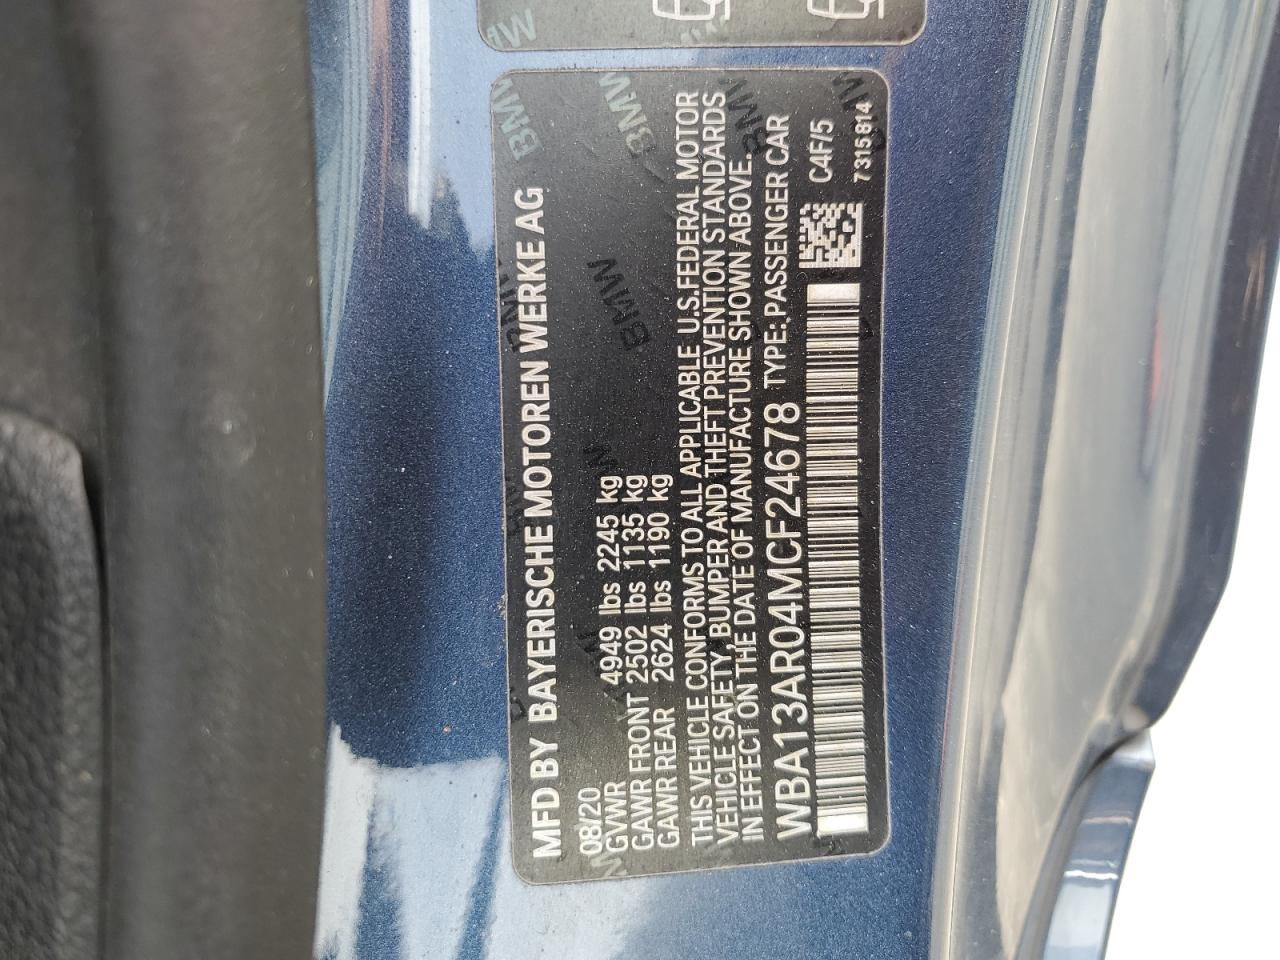 MFD BY BAYERISCHE MOTOREN WERKE AG
08/20
GVWR 4949 lbs 2245 kg
GAWR FRONT 2502 lbs 1135 kg
GAWR REAR 2624 lbs 1190 kg
THIS VEHICLE CONFORMS TO ALL APPLICABLE U.S.FEDERAL MOTOR
VEHICLE SAFETY, BUMPER AND THEFT PREVENTION STANDARDS
IN EFFECT ON THE DATE OF MANUFACTURE SHOWN ABOVE.
WBA13AR04MCF24678 TYPE: PASSENGER CAR
C4F/5
7315814
BMW
BMW
BMW
BMW